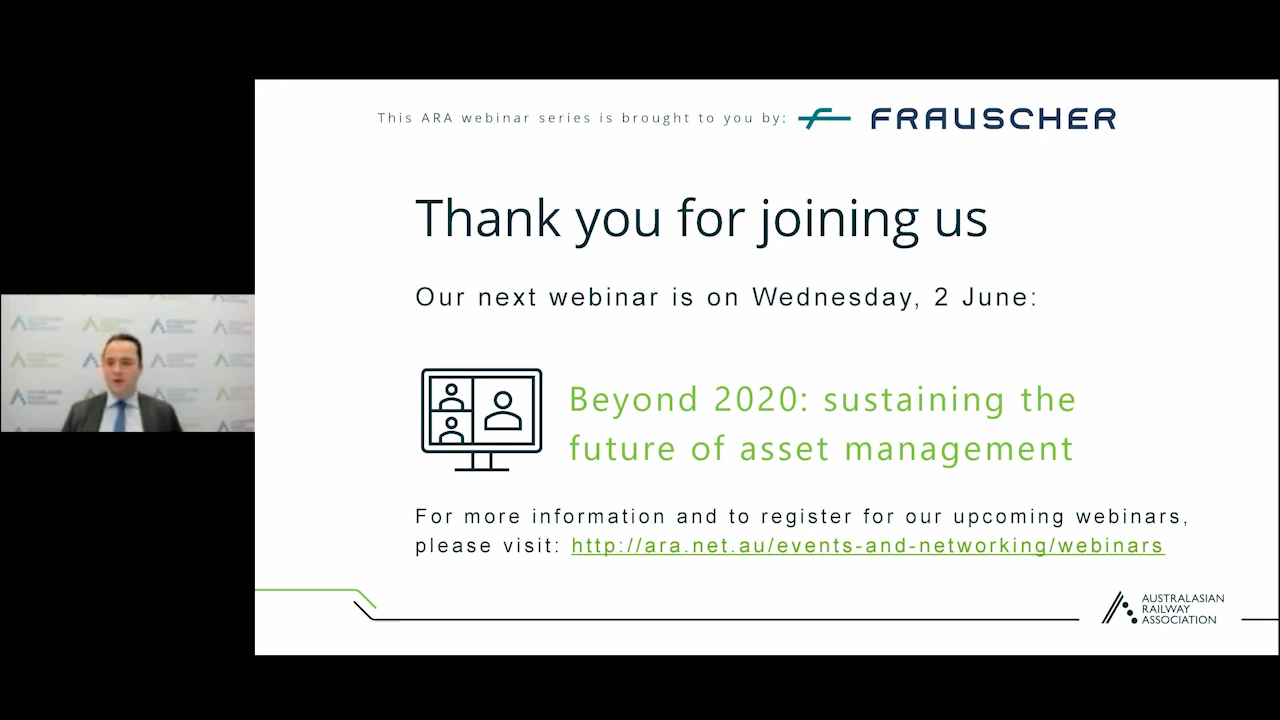 This ARA webinar series is brought to you by: FRAUSCHER
Thank you for joining us
Our next webinar is on Wednesday, 2 June:
Beyond 2020: sustaining the
future of asset management
For more information and to register for our upcoming webinars,
please visit: http://ara.net.au/events-and-networking/webinars
AUSTRALASIAN
RAILWAY
ASSOCIATION